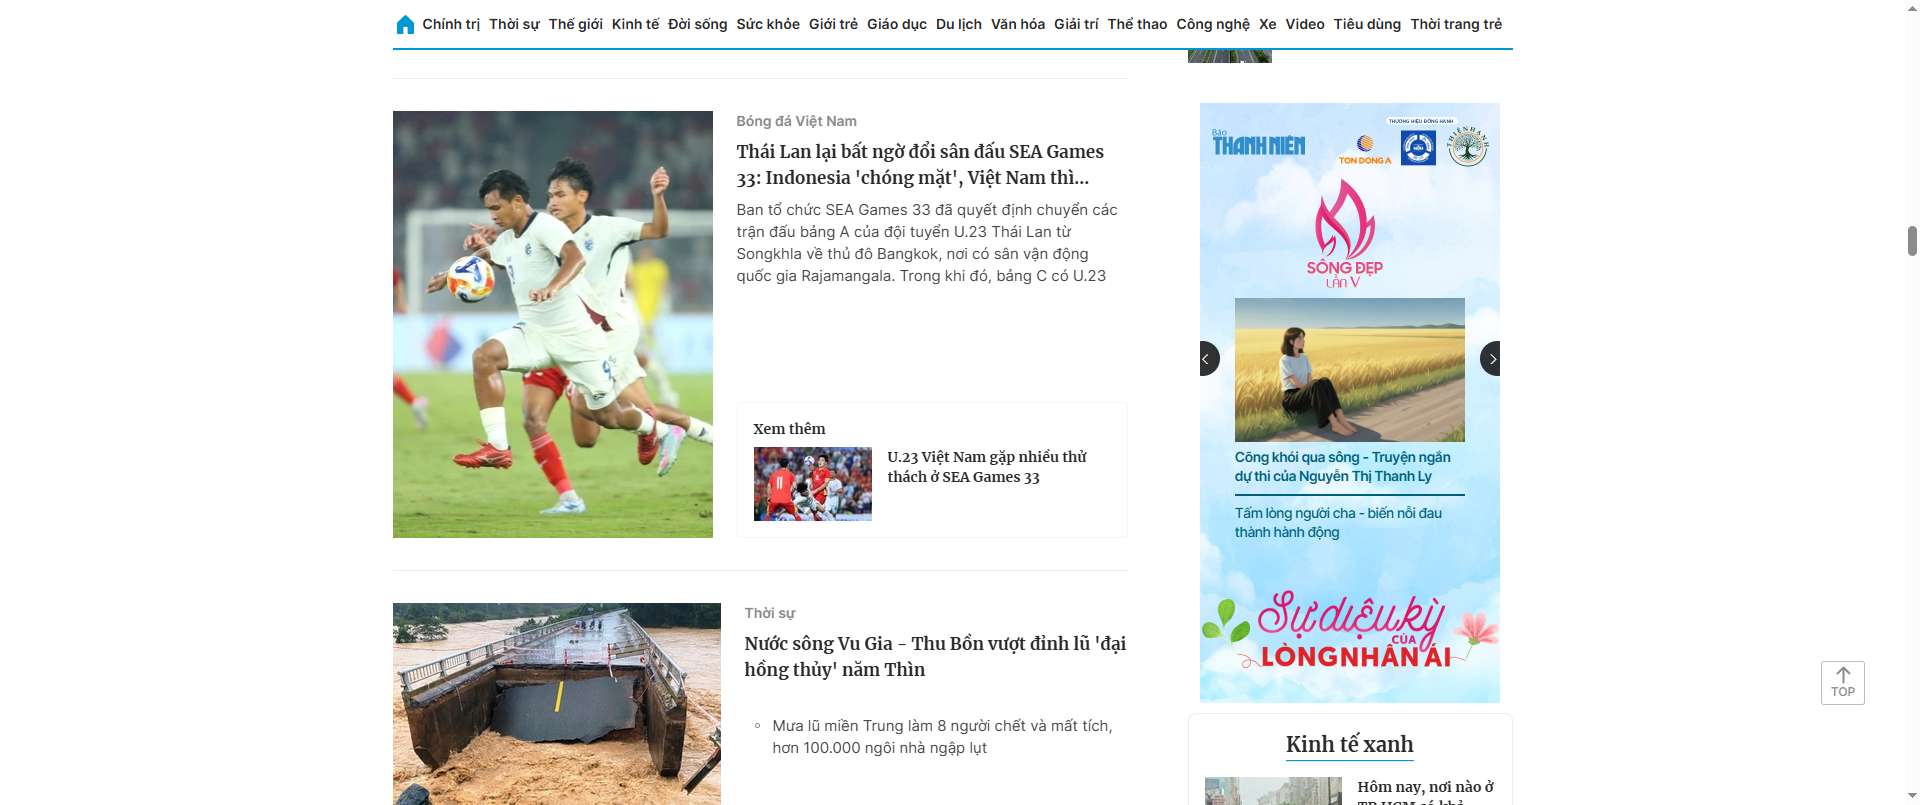 Chính trị Thời sự Thế giới Kinh tế Đời sống Sức khỏe Giới trẻ Giáo dục Du lịch Văn hóa Giải trí Thể thao Công nghệ Xe Video Tiêu dùng Thời trang trẻ
Bóng đá Việt Nam
Thái Lan lại bất ngờ đổi sân đấu SEA Games
33: Indonesia 'chóng mặt', Việt Nam thì...
Ban tổ chức SEA Games 33 đã quyết định chuyển các
trận đấu bảng A của đội tuyển U.23 Thái Lan từ
Songkhla về thủ đô Bangkok, nơi có sân vận động
quốc gia Rajamangala. Trong khi đó, bảng C có U.23
Xem thêm
U.23 Việt Nam gặp nhiều thử
thách ở SEA Games 33
Thời sự
Nước sông Vu Gia - Thu Bồn vượt đỉnh lũ 'đại
hồng thủy' năm Thìn
Mưa lũ miền Trung làm 8 người chết và mất tích,
hơn 100.000 ngôi nhà ngập lụt
THƯƠNG HIỆU ĐỒNG HÀNH
Báo
THANH NIÊN
TON DONG A
THIÊN HẠNH
SỐNG ĐẸP
LẦN V
Cõng khói qua sông - Truyện ngắn
dự thi của Nguyễn Thị Thanh Ly
Tấm lòng người cha - biến nỗi đau
thành hành động
Sự diệu kỳ
CỦA
LÒNG NHÂN ÁI
TOP
Kinh tế xanh
Hôm nay, nơi nào ở